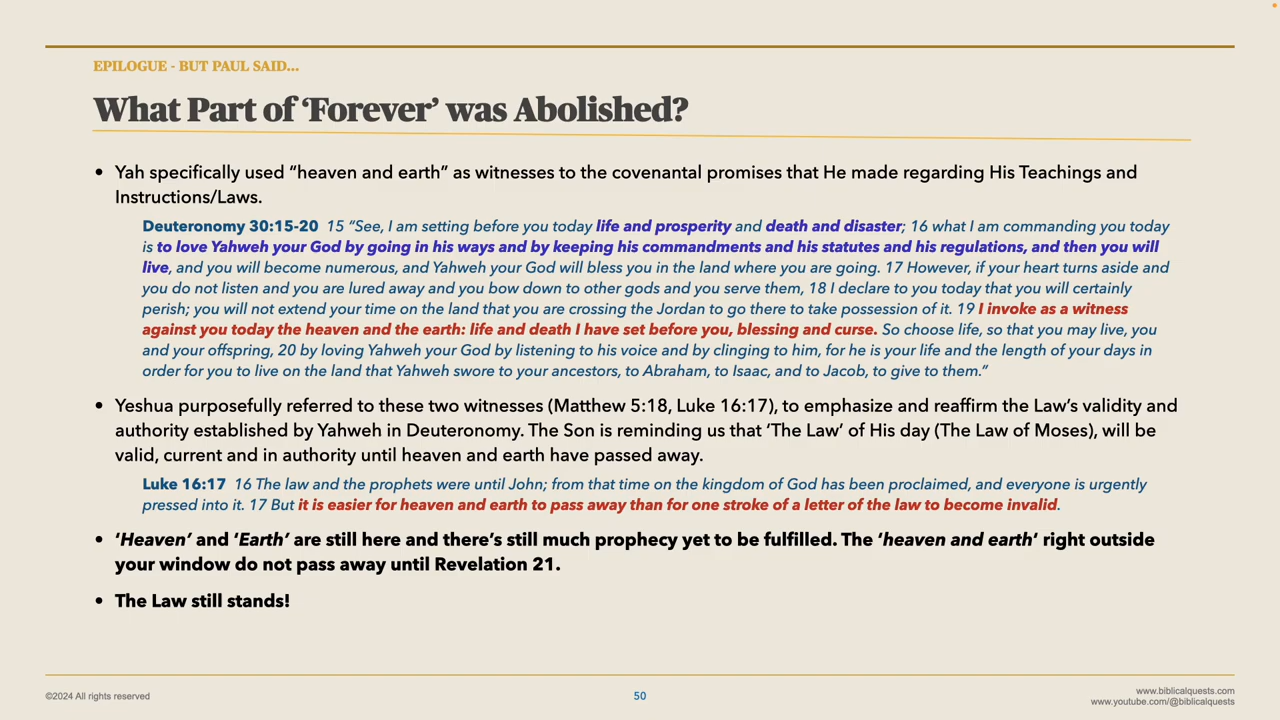 EPILOGUE - BUT PAUL SAID...
What Part of ‘Forever’ was Abolished?
• Yah specifically used “heaven and earth” as witnesses to the covenantal promises that He made regarding His Teachings and
Instructions/Laws.
Deuteronomy 30:15-20 15 “See, I am setting before you today life and prosperity and death and disaster; 16 what I am commanding you today
is to love Yahweh your God by going in his ways and by keeping his commandments and his statutes and his regulations, and then you will
live, and you will become numerous, and Yahweh your God will bless you in the land where you are going. 17 However, if your heart turns aside and
you do not listen and you are lured away and you bow down to other gods and you serve them, 18 I declare to you today that you will certainly
perish; you will not extend your time on the land that you are crossing the Jordan to go there to take possession of it. 19 I invoke as a witness
against you today the heaven and the earth: life and death I have set before you, blessing and curse. So choose life, so that you may live, you
and your offspring, 20 by loving Yahweh your God by listening to his voice and by clinging to him, for he is your life and the length of your days in
order for you to live on the land that Yahweh swore to your ancestors, to Abraham, to Isaac, and to Jacob, to give to them.”
• Yeshua purposefully referred to these two witnesses (Matthew 5:18, Luke 16:17), to emphasize and reaffirm the Law’s validity and
authority established by Yahweh in Deuteronomy. The Son is reminding us that ‘The Law’ of His day (The Law of Moses), will be
valid, current and in authority until heaven and earth have passed away.
Luke 16:17 16 The law and the prophets were until John; from that time on the kingdom of God has been proclaimed, and everyone is urgently
pressed into it. 17 But it is easier for heaven and earth to pass away than for one stroke of a letter of the law to become invalid.
• ‘Heaven’ and ‘Earth’ are still here and there’s still much prophecy yet to be fulfilled. The ‘heaven and earth’ right outside
your window do not pass away until Revelation 21.
• The Law still stands!
©2024 All rights reserved
50
www.biblicalquests.com
www.youtube.com/@biblicalquests